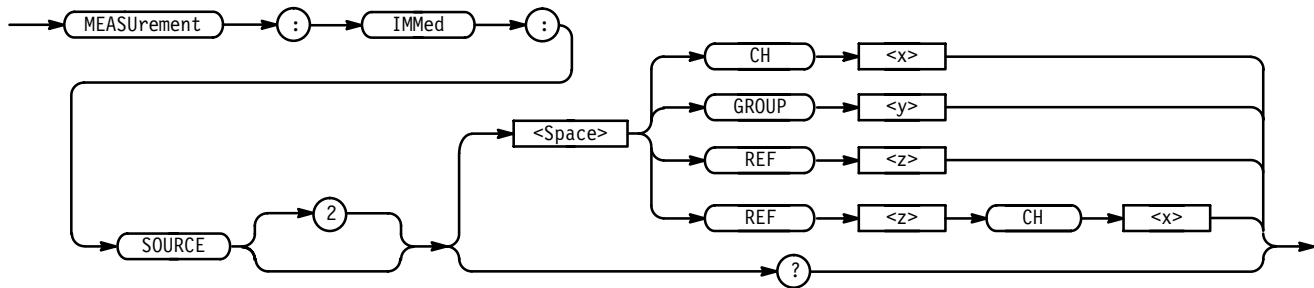 MEASUrement : IMMed :
CH <x>
<Space> GROUP <y>
REF <z>
2 REF <z> CH <x>
SOURCE
?